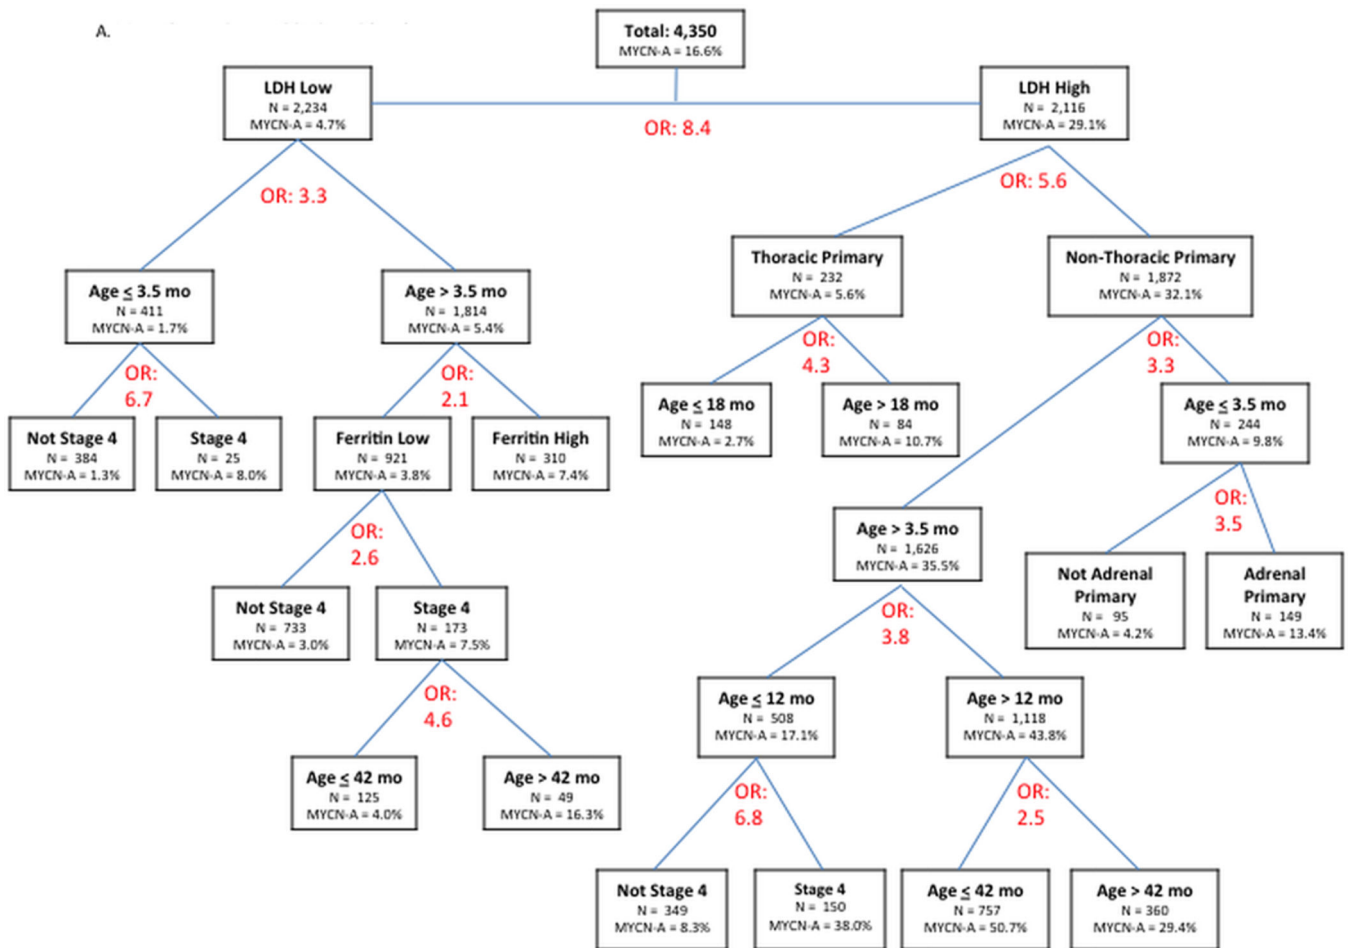 A.
Total: 4,350
MYCN-A = 16.6%
LDH Low
N = 2,234
MYCN-A = 4.7%
OR: 8.4
LDH High
N = 2,116
MYCN-A = 29.1%
OR: 3.3
OR: 5.6
Age ≤ 3.5 mo
N = 411
MYCN-A = 1.7%
Age > 3.5 mo
N = 1,814
MYCN-A = 5.4%
Thoracic Primary
N = 232
MYCN-A = 5.6%
Non-Thoracic Primary
N = 1,872
MYCN-A = 32.1%
OR:
6.7
OR:
2.1
OR:
4.3
OR:
3.3
Not Stage 4
N = 384
MYCN-A = 1.3%
Stage 4
N = 25
MYCN-A = 8.0%
Ferritin Low
N = 921
MYCN-A = 3.8%
Ferritin High
N = 310
MYCN-A = 7.4%
Age ≤ 18 mo
N = 148
MYCN-A = 2.7%
Age > 18 mo
N = 84
MYCN-A = 10.7%
Age ≤ 3.5 mo
N = 244
MYCN-A = 9.8%
OR:
2.6
OR:
3.5
Age > 3.5 mo
N = 1,626
MYCN-A = 35.5%
Not Stage 4
N = 733
MYCN-A = 3.0%
Stage 4
N = 173
MYCN-A = 7.5%
Not Adrenal
Primary
N = 95
MYCN-A = 4.2%
Adrenal
Primary
N = 149
MYCN-A = 13.4%
OR:
4.6
OR:
3.8
Age ≤ 42 mo
N = 125
MYCN-A = 4.0%
Age > 42 mo
N = 49
MYCN-A = 16.3%
Age ≤ 12 mo
N = 508
MYCN-A = 17.1%
Age > 12 mo
N = 1,118
MYCN-A = 43.8%
OR:
6.8
OR:
2.5
Not Stage 4
N = 349
MYCN-A = 8.3%
Stage 4
N = 150
MYCN-A = 38.0%
Age ≤ 42 mo
N = 757
MYCN-A = 50.7%
Age > 42 mo
N = 360
MYCN-A = 29.4%